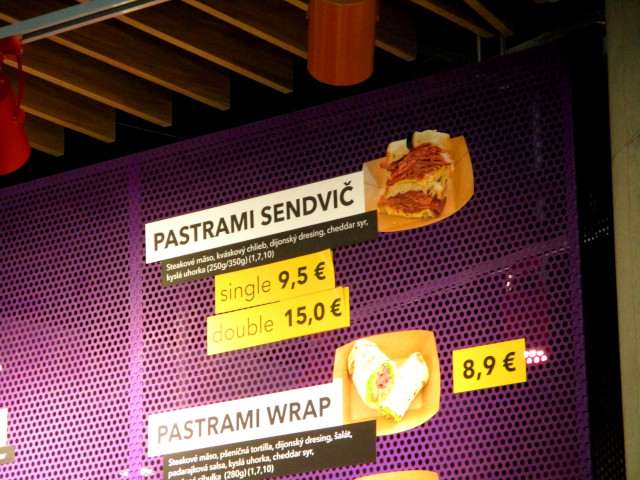 PASTRAMI SENDVIČ
Steakové mäso, kváskový chlieb, dijonský dresing, cheddar syr,
kyslá uhorka (250g/350g) (1,7,10)
single 9,5 €
double 15,0 €
8,9 €
PASTRAMI WRAP
Steakové mäso, pšeničná tortilla, dijonský dresing, šalát,
padarajkova salsa, kyslá uhorka, cheddar syr,
cibuľka (280g) (1,7,10)